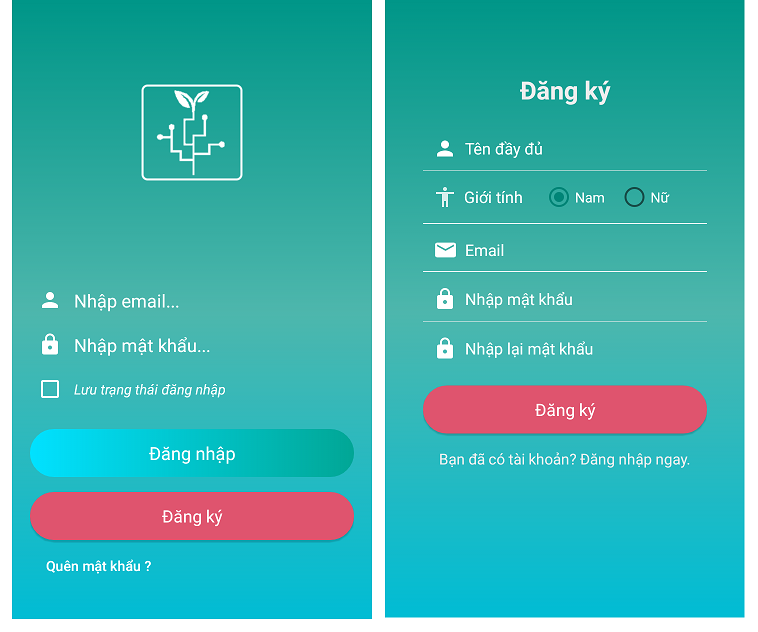 Nhập email...
Nhập mật khẩu...
Lưu trạng thái đăng nhập
Đăng nhập
Đăng ký
Quên mật khẩu ?
Đăng ký
Tên đầy đủ
Giới tính Nam Nữ
Email
Nhập mật khẩu
Nhập lại mật khẩu
Đăng ký
Bạn đã có tài khoản? Đăng nhập ngay.